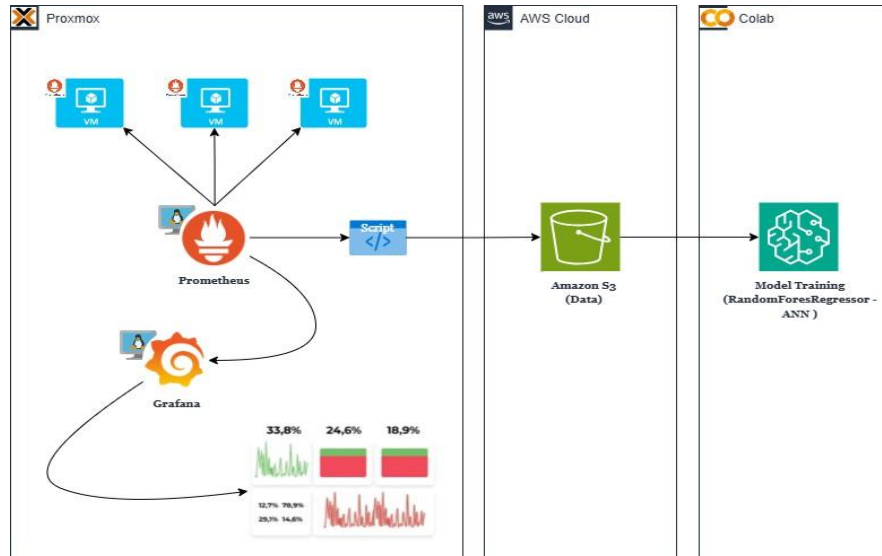 Proxmox
aws
AWS Cloud
Colab
VM
VM
VM
Script
</>
Prometheus
Amazon S3
(Data)
Model Training
(RandomForesRegressor -
ANN )
Grafana
33,8%
24,6%
18,9%
12,7% 78,9%
29,1% 14,6%